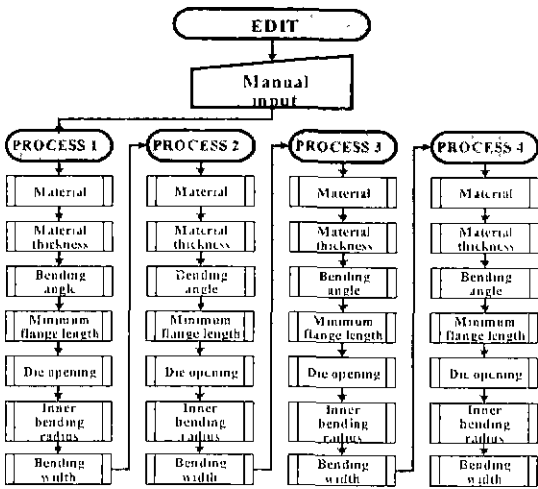 EDIT
Manual
input
PROCESS 1
Material
Material
thickness
Bending
angle
Minimum
flange length
Die opening
Inner
bending
radius
Bending
width
PROCESS 2
Material
Material
thickness
Bending
angle
Minimum
flange length
Die opening
Inner
bending
radius
Bending
width
PROCESS 3
Material
Material
thickness
Bending
angle
Minimum
flange length
Die opening
Inner
bending
radius
Bending
width
PROCESS 4
Material
Material
thickness
Bending
angle
Minimum
flange length
Die opening
Inner
bending
radius
Bending
width